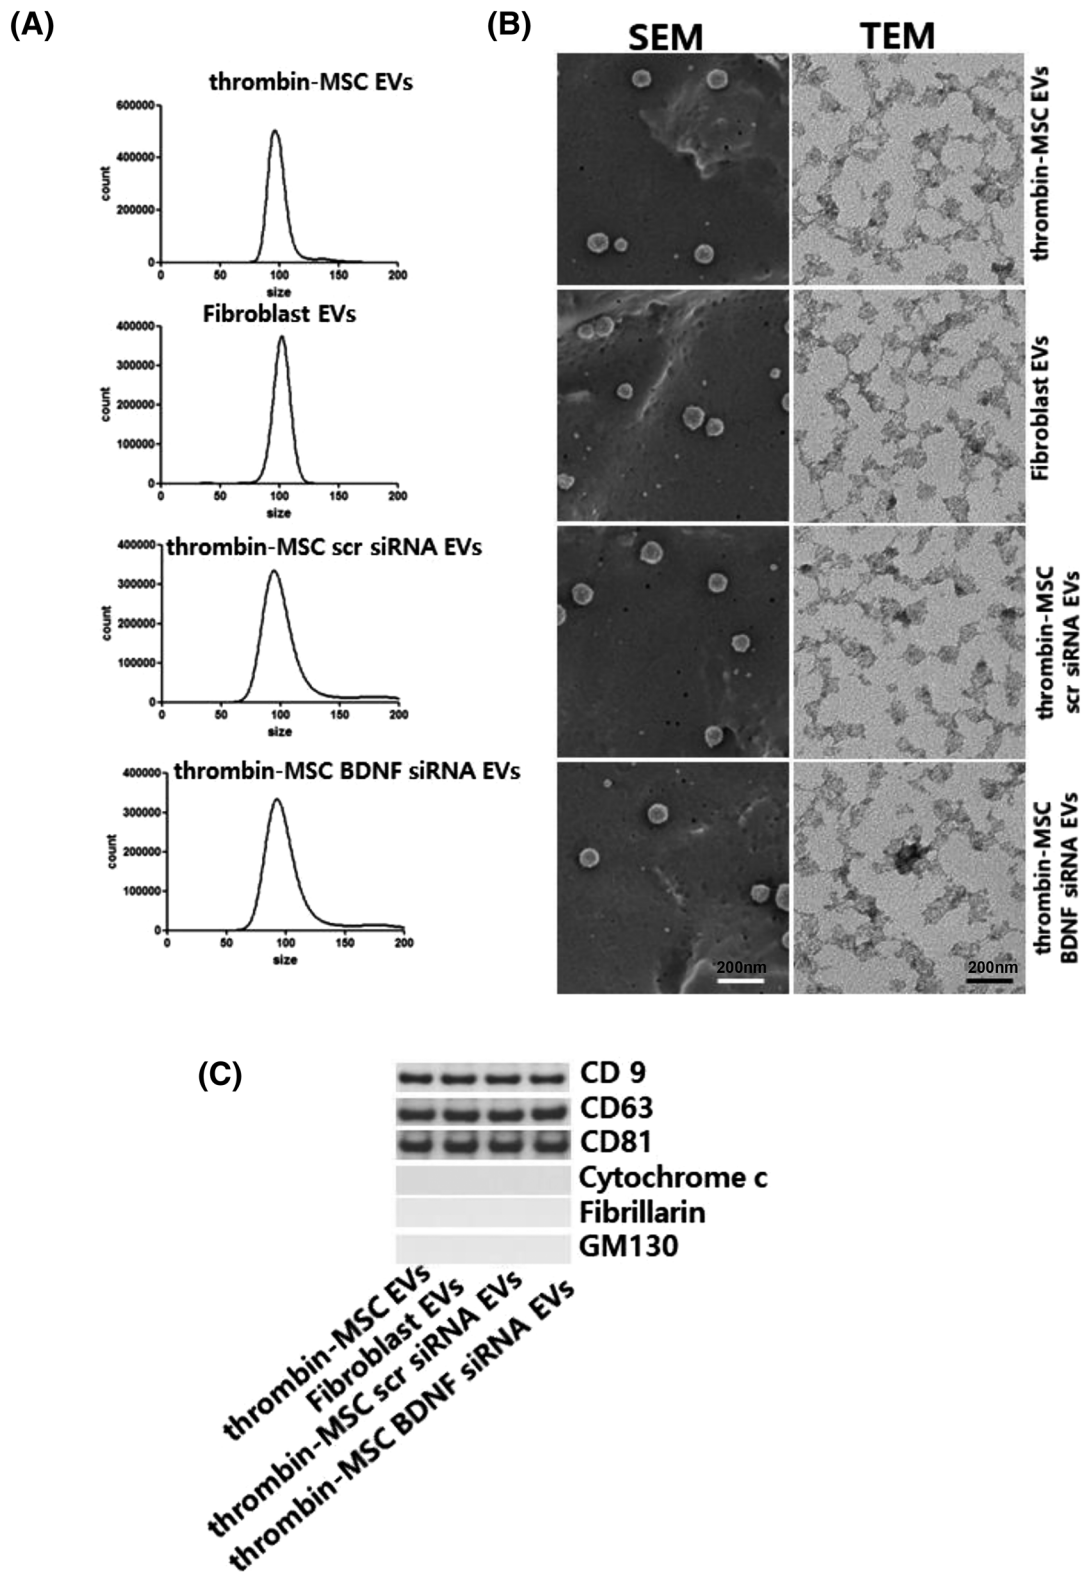 (A)
thrombin-MSC EVs
600000
400000
200000
0
count
0 50 100 150 200
size
Fibroblast EVs
400000
300000
200000
100000
0
count
0 50 100 150 200
size
thrombin-MSC scr siRNA EVs
400000
300000
200000
100000
0
count
0 50 100 150 200
size
thrombin-MSC BDNF siRNA EVs
400000
300000
200000
100000
0
count
0 50 100 150 200
size
(B)
SEM TEM
thrombin-MSC EVs
Fibroblast EVs
thrombin-MSC
scr siRNA EVs
thrombin-MSC
BDNF siRNA EVs
200nm 200nm
(C)
CD 9
CD63
CD81
Cytochrome c
Fibrillarin
GM130
thrombin-MSC EVs
Fibroblast EVs
thrombin-MSC scr siRNA EVs
thrombin-MSC BDNF siRNA EVs